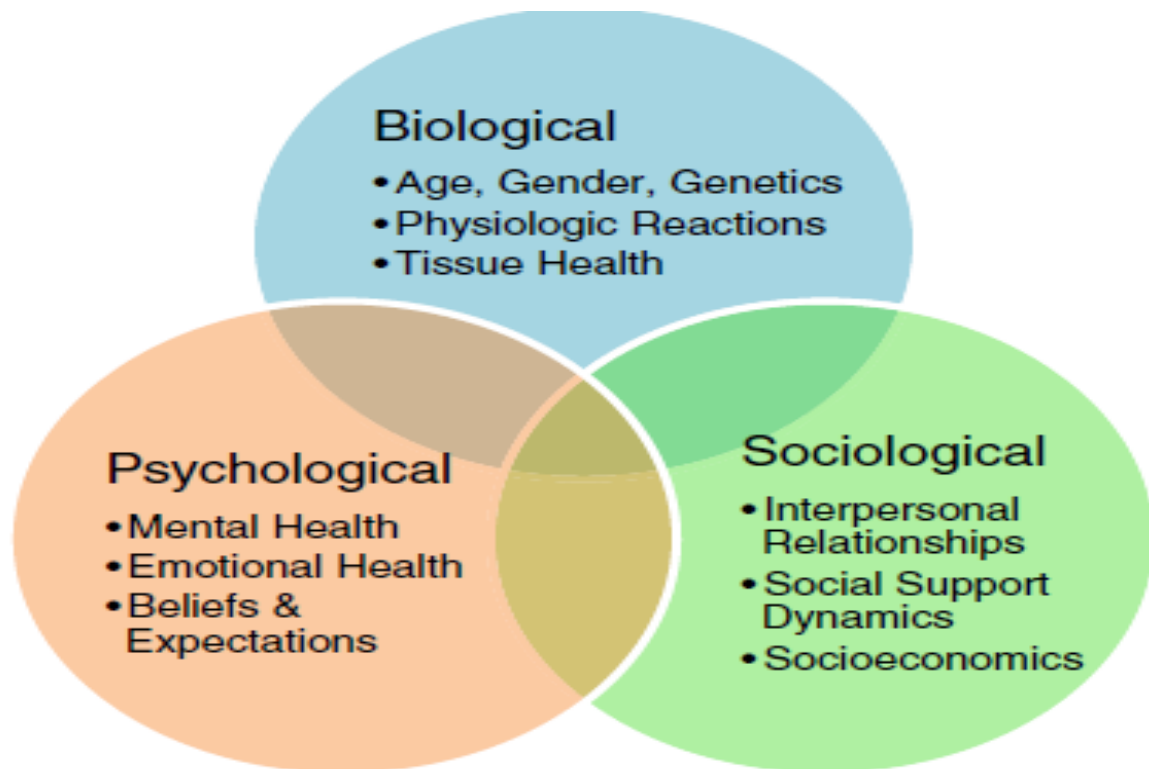 Biological
•Age, Gender, Genetics
•Physiologic Reactions
•Tissue Health
Psychological
•Mental Health
•Emotional Health
•Beliefs &
Expectations
Sociological
•Interpersonal
Relationships
•Social Support
Dynamics
•Socioeconomics